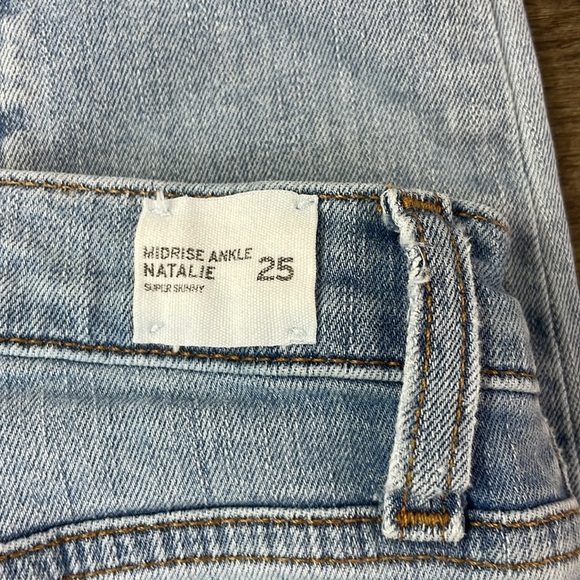 MIDRISE ANKLE
NATALIE 25
SUPER SKINNY